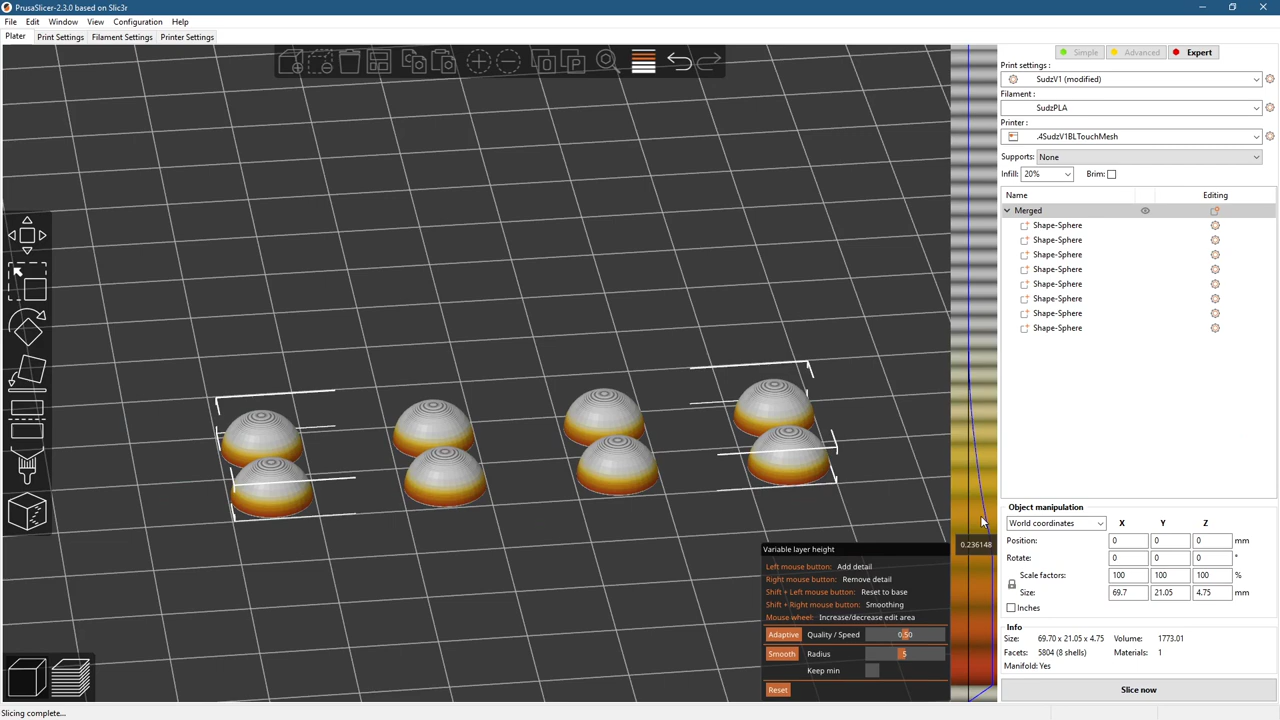 PrusaSlicer-2.3.0 based on Slic3r
File Edit Window View Configuration Help
Plater Print Settings Filament Settings Printer Settings
Simple Advanced Expert
Print settings :
SudzV1 (modified)
Filament :
SudzPLA
Printer :
.4SudzV1BLTouchMesh
Supports: None
Infill: 20% Brim:
Name Editing
Merged
Shape-Sphere
Shape-Sphere
Shape-Sphere
Shape-Sphere
Shape-Sphere
Shape-Sphere
Shape-Sphere
Shape-Sphere
Object manipulation
World coordinates X Y Z
Position: 0 0 0 mm
Rotate: 0 0 0 °
Scale factors: 100 100 100 %
Size: 69.7 21.05 4.75 mm
Inches
Info
Size: 69.70 x 21.05 x 4.75 Volume: 1773.01
Facets: 5804 (8 shells) Materials: 1
Manifold: Yes
Slice now
0.236148
Variable layer height
Left mouse button: Add detail
Right mouse button: Remove detail
Shift + Left mouse button: Reset to base
Shift + Right mouse button: Smoothing
Mouse wheel: Increase/decrease edit area
Adaptive Quality / Speed 0.50
Smooth Radius 5
Keep min
Reset
Slicing complete...